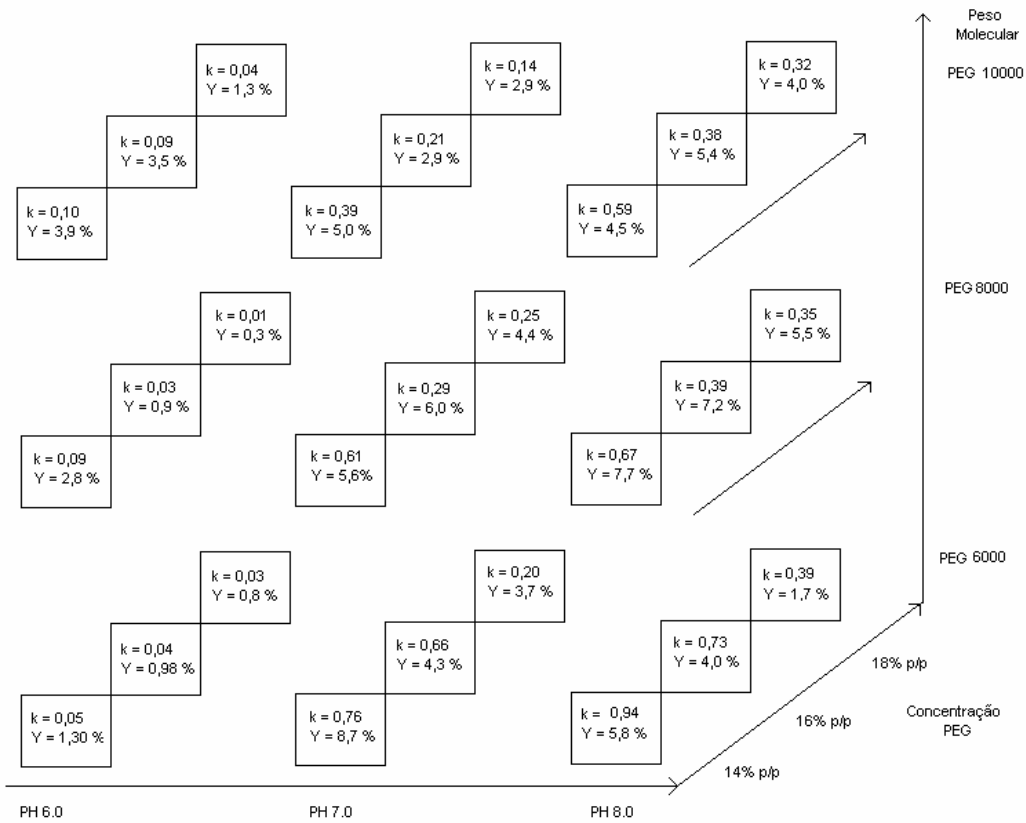 Peso
Molecular
PEG 10000
k = 0,04
Y = 1,3 %
k = 0,14
Y = 2,9 %
k = 0,32
Y = 4,0 %
k = 0,09
Y = 3,5 %
k = 0,21
Y = 2,9 %
k = 0,38
Y = 5,4 %
k = 0,10
Y = 3,9 %
k = 0,39
Y = 5,0 %
k = 0,59
Y = 4,5 %
PEG 8000
k = 0,01
Y = 0,3 %
k = 0,25
Y = 4,4 %
k = 0,35
Y = 5,5 %
k = 0,03
Y = 0,9 %
k = 0,29
Y = 6,0 %
k = 0,39
Y = 7,2 %
k = 0,09
Y = 2,8 %
k = 0,61
Y = 5,6%
k = 0,67
Y = 7,7 %
PEG 6000
k = 0,03
Y = 0,8 %
k = 0,20
Y = 3,7 %
k = 0,39
Y = 1,7 %
k = 0,04
Y = 0,98 %
k = 0,66
Y = 4,3 %
k = 0,73
Y = 4,0 %
18% p/p
k = 0,05
Y = 1,30 %
k = 0,76
Y = 8,7 %
k = 0,94
Y = 5,8 %
16% p/p
Concentração
PEG
14% p/p
PH 6.0
PH 7.0
PH 8.0